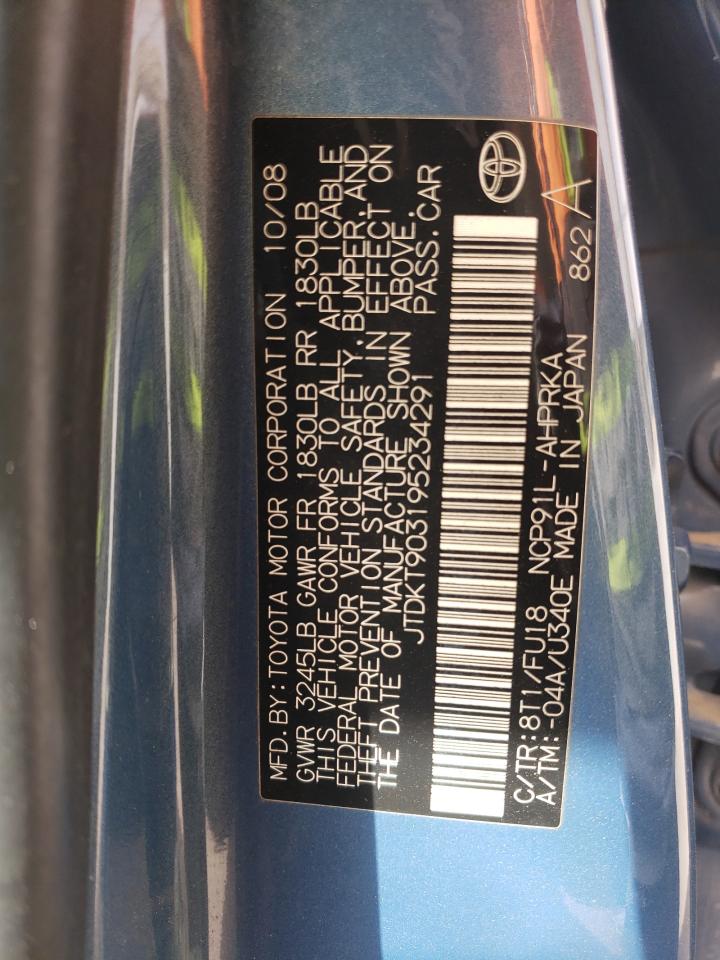 MFD.BY:TOYOTA MOTOR CORPORATION 10/08
GVWR 3245LB GAWR FR 1830LB RR 1830LB
THIS VEHICLE CONFORMS TO ALL APPLICABLE
FEDERAL MOTOR VEHICLE SAFETY, BUMPER, AND
THEFT PREVENTION STANDARDS IN EFFECT ON
THE DATE OF MANUFACTURE SHOWN ABOVE.
JTDKT903195234291 PASS.CAR
C/TR:8T1/FU18 NCP91L-AHPRKA 862 A
A/TM:-04A/U340E MADE IN JAPAN